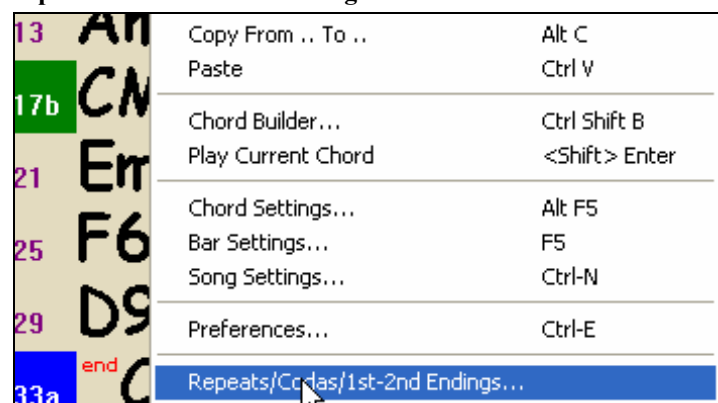 13 Copy From .. To .. Alt C
Paste Ctrl V
17b
Chord Builder... Ctrl Shift B
Play Current Chord <Shift> Enter
21
Chord Settings... Alt F5
25 F6 Bar Settings... F5
Song Settings... Ctrl-N
29 D9 Preferences... Ctrl-E
end
33a C Repeats/Codas/1st-2nd Endings...